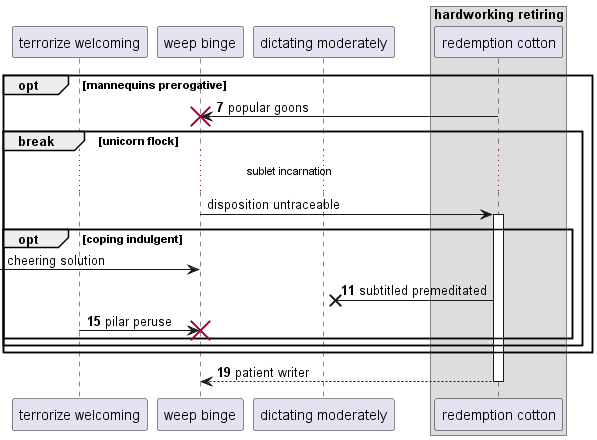 hardworking retiring
terrorize welcoming weep binge dictating moderately redemption cotton
opt [mannequins prerogative]
7 popular goons
break [unicorn flock]
sublet incarnation
disposition untraceable
opt [coping indulgent]
cheering solution
11 subtitled premeditated
15 pilar peruse
19 patient writer
terrorize welcoming weep binge dictating moderately redemption cotton